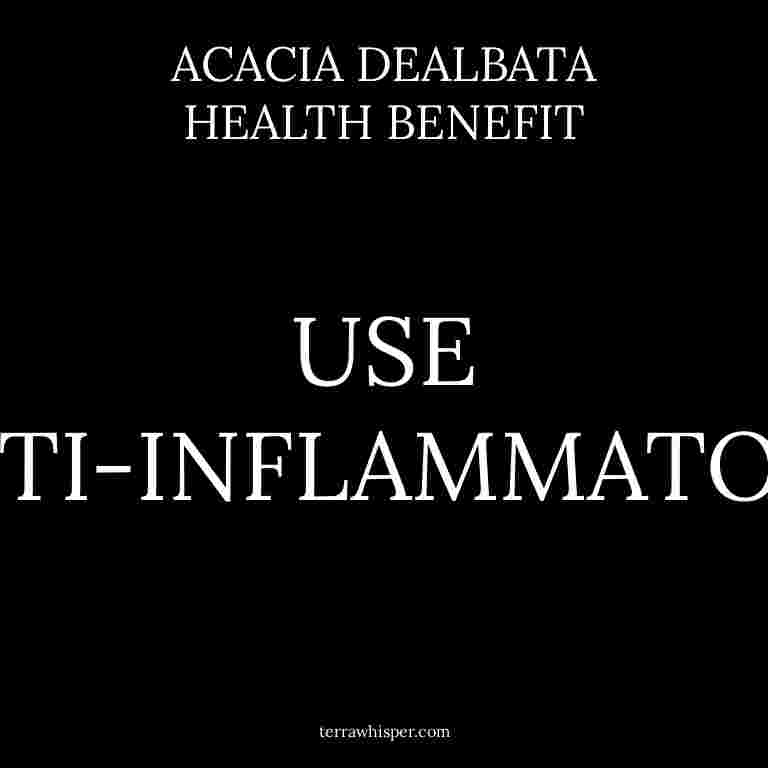 ACACIA DEALBATA
HEALTH BENEFIT
USE
TI-INFLAMMATO
terrawhisper.com